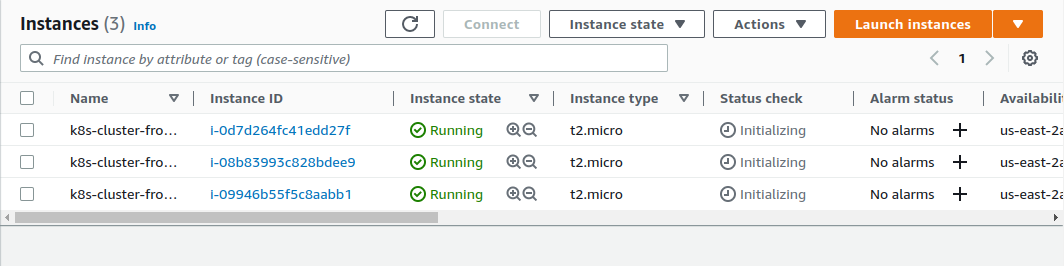 Instances (3) Info Connect Instance state Actions Launch instances
Find instance by attribute or tag (case-sensitive) 1
Name Instance ID Instance state Instance type Status check Alarm status Availabili
k8s-cluster-fro... i-0d7d264fc41edd27f Running t2.micro Initializing No alarms us-east-2a
k8s-cluster-fro... i-08b83993c828bdee9 Running t2.micro Initializing No alarms us-east-2a
k8s-cluster-fro... i-09946b55f5c8aabb1 Running t2.micro Initializing No alarms us-east-2a